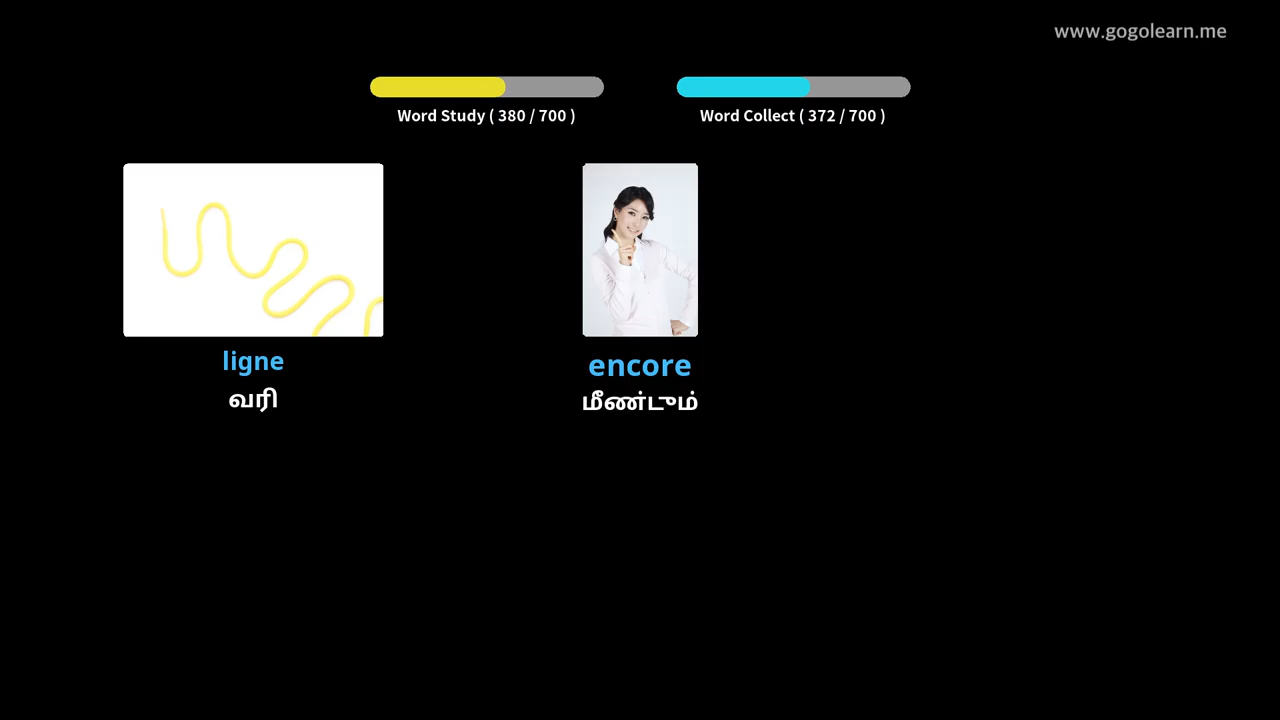 www.gogolearn.me
Word Study ( 380 / 700 )
Word Collect ( 372 / 700 )
ligne
வரி
encore
மீண்டும்